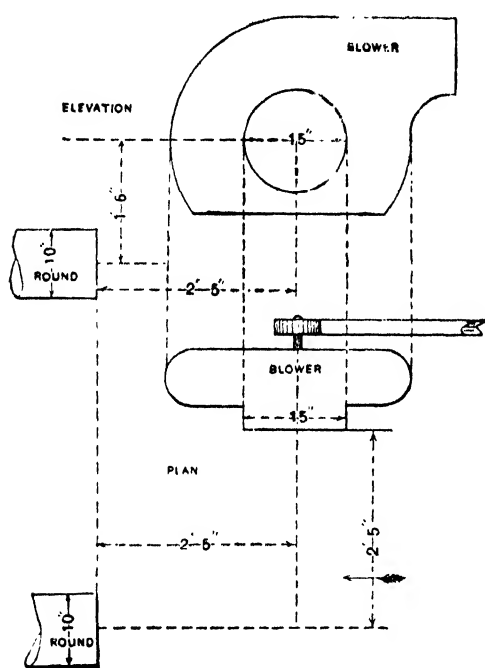 BLOWER
ELEVATION
15"
1'-6"
10"
ROUND
2'-5"
BLOWER
15"
PLAN
2'-5"
2'-5"
10"
ROUND